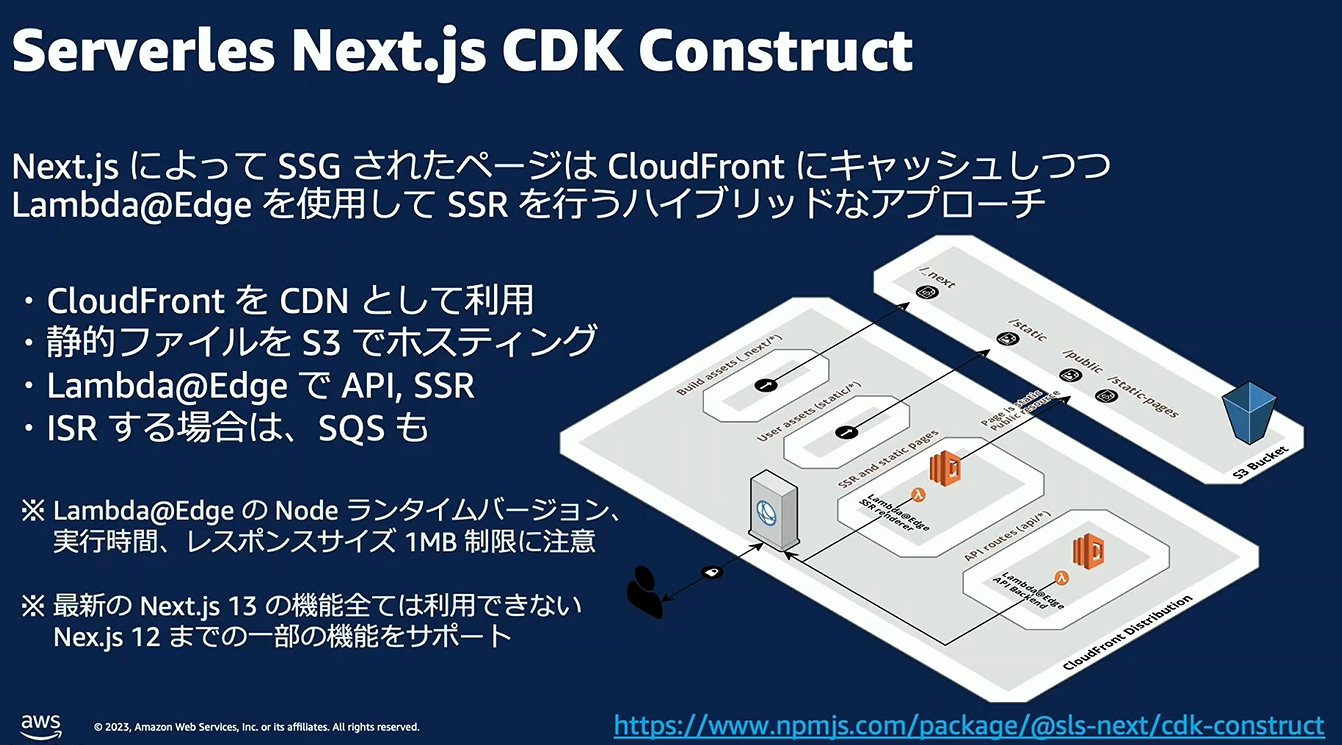 Serverles Next.js CDK Construct
Next.js によって SSG されたページは CloudFront にキャッシュしつつ
Lambda@Edge を使用して SSR を行うハイブリッドなアプローチ
・CloudFront を CDN として利用
・静的ファイルを S3 でホスティング
・Lambda@Edge で API, SSR
・ISR する場合は、SQS も
※ Lambda@Edge の Node ランタイムバージョン、
実行時間、レスポンスサイズ 1MB 制限に注意
※ 最新の Next.js 13 の機能全ては利用できない
Nex.js 12 までの一部の機能をサポート
/_next
/static
/public
/static-pages
S3 Bucket
Build assets (_next/*)
User assets (static/*)
Page is static
Public resource
SSR and static pages
Lambda@Edge
SSR renderer
API routes (api/*)
Lambda@Edge
API Backend
CloudFront Distribution
aws
© 2023, Amazon Web Services, Inc. or its affiliates. All rights reserved.
https://www.npmjs.com/package/@sls-next/cdk-construct